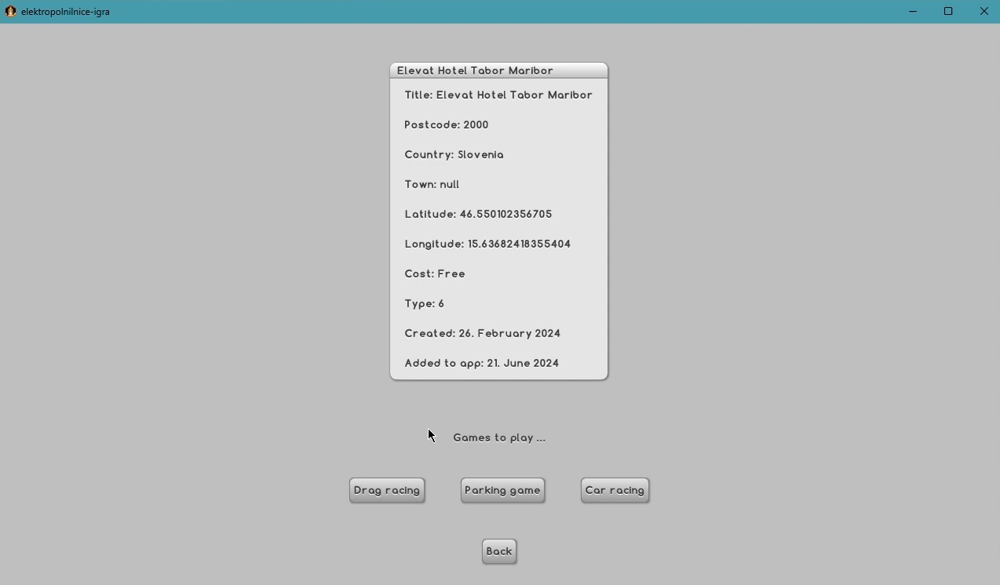 elektropolnilnice-igra
Elevat Hotel Tabor Maribor
Title: Elevat Hotel Tabor Maribor
Postcode: 2000
Country: Slovenia
Town: null
Latitude: 46.550102356705
Longitude: 15.63682418355404
Cost: Free
Type: 6
Created: 26. February 2024
Added to app: 21. June 2024
Games to play ...
Drag racing
Parking game
Car racing
Back